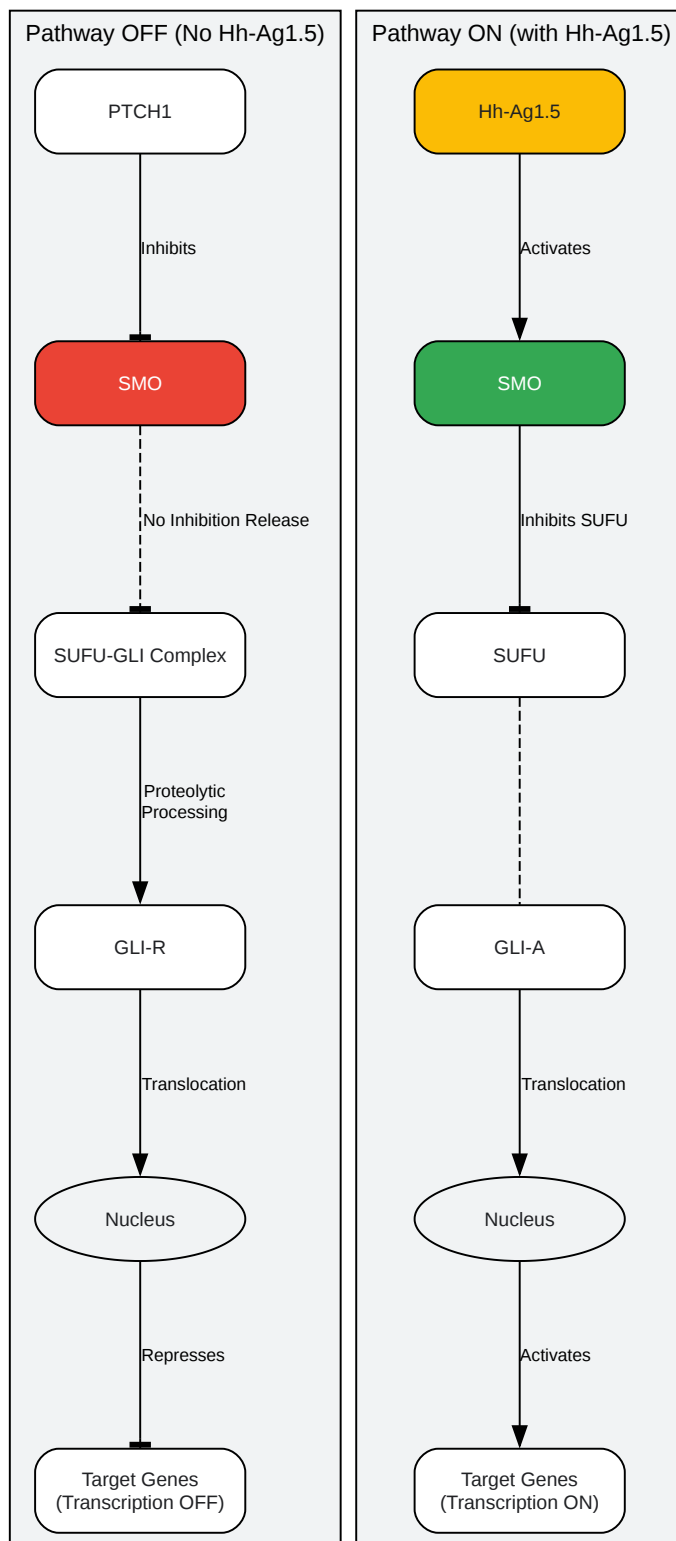 Pathway OFF (No Hh-Ag1.5)
PTCH1
Inhibits
SMO
No Inhibition Release
SUFU-GLI Complex
Proteolytic
Processing
GLI-R
Translocation
Nucleus
Represses
Target Genes
(Transcription OFF)
Pathway ON (with Hh-Ag1.5)
Hh-Ag1.5
Activates
SMO
Inhibits SUFU
SUFU
GLI-A
Translocation
Nucleus
Activates
Target Genes
(Transcription ON)